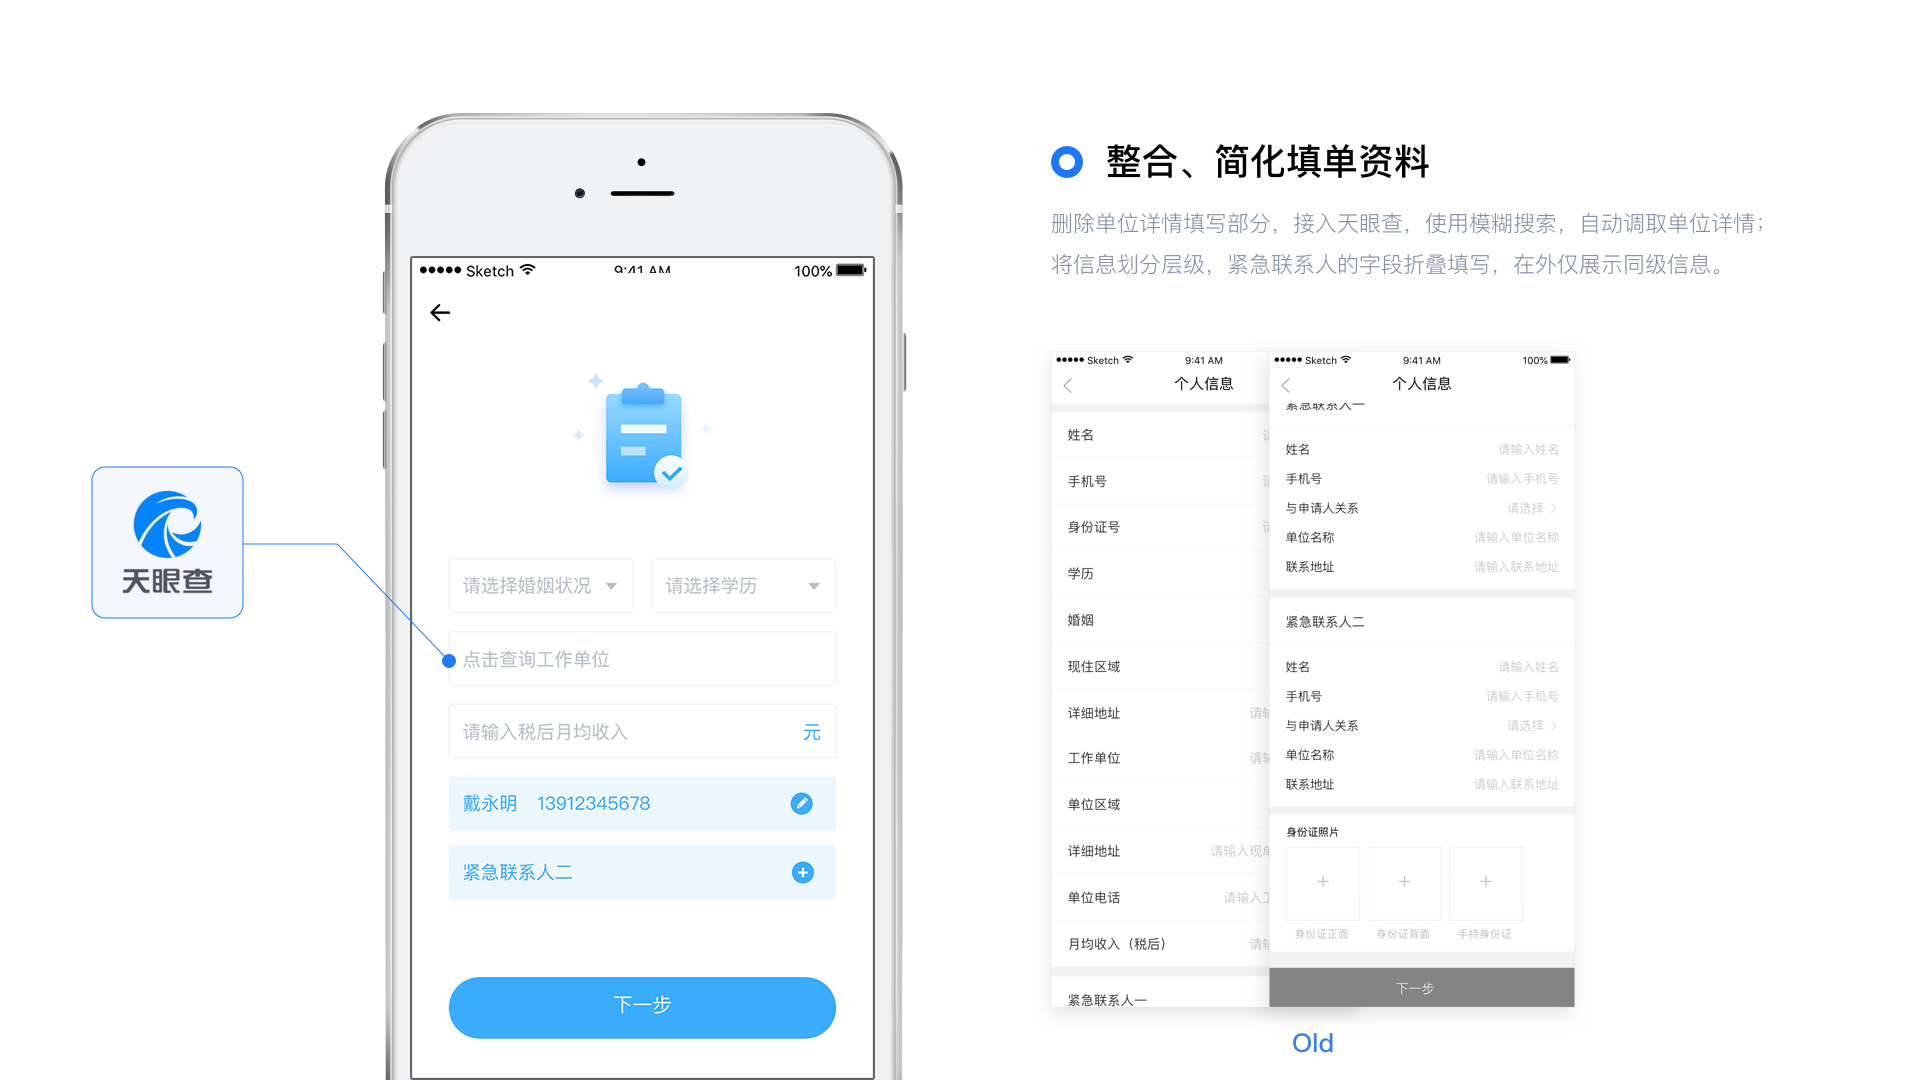 整合、简化填单资料
删除单位详情填写部分，接入天眼查，使用模糊搜索，自动调取单位详情；
将信息划分层级，紧急联系人的字段折叠填写，在外仅展示同级信息。
天眼查
Sketch 9:41 AM 100%
请选择婚姻状况 请选择学历
点击查询工作单位
请输入税后月均收入 元
戴永明 13912345678
紧急联系人二
下一步
Sketch 9:41 AM
个人信息
姓名 请
手机号 请
身份证号 请
学历
婚姻
现住区域
详细地址 请输
工作单位 请输
单位区域
详细地址 请输入现单
单位电话 请输入工
月均收入（税后） 请输
紧急联系人一
Sketch 9:41 AM 100%
个人信息
紧急联系人一
姓名 请输入姓名
手机号 请输入手机号
与申请人关系 请选择
单位名称 请输入单位名称
联系地址 请输入联系地址
紧急联系人二
姓名 请输入姓名
手机号 请输入手机号
与申请人关系 请选择
单位名称 请输入单位名称
联系地址 请输入联系地址
身份证照片
身份证正面 身份证背面 手持身份证
下一步
Old